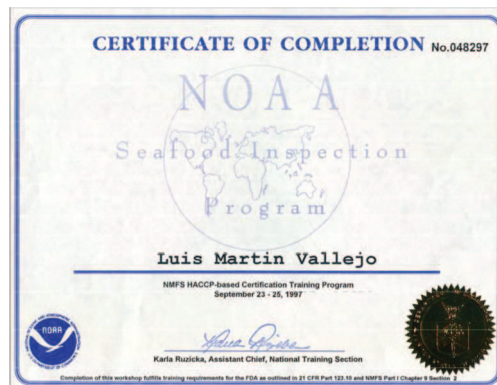 CERTIFICATE OF COMPLETION No.048297
NOAA
Seafood Inspection
Program
Luis Martin Vallejo
NMFS HACCP-based Certification Training Program
September 23 - 25, 1997
NOAA
Karla Ruzicka, Assistant Chief, National Training Section
Completion of this workshop fulfills training requirements for the FDA as outlined in 21 CFR Part 123.10 and NMFS Part I Chapter 9 Section